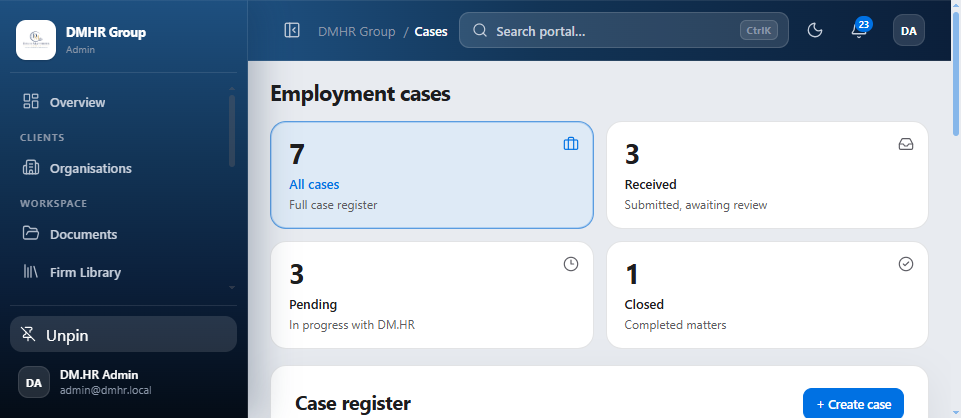 DMHR Group
Admin
Overview
CLIENTS
Organisations
WORKSPACE
Documents
Firm Library
Unpin
DA
DM.HR Admin
admin@dmhr.local
DMHR Group / Cases
Search portal...
CtrlK
23
DA
Employment cases
7
All cases
Full case register
3
Received
Submitted, awaiting review
3
Pending
In progress with DM.HR
1
Closed
Completed matters
Case register
+ Create case